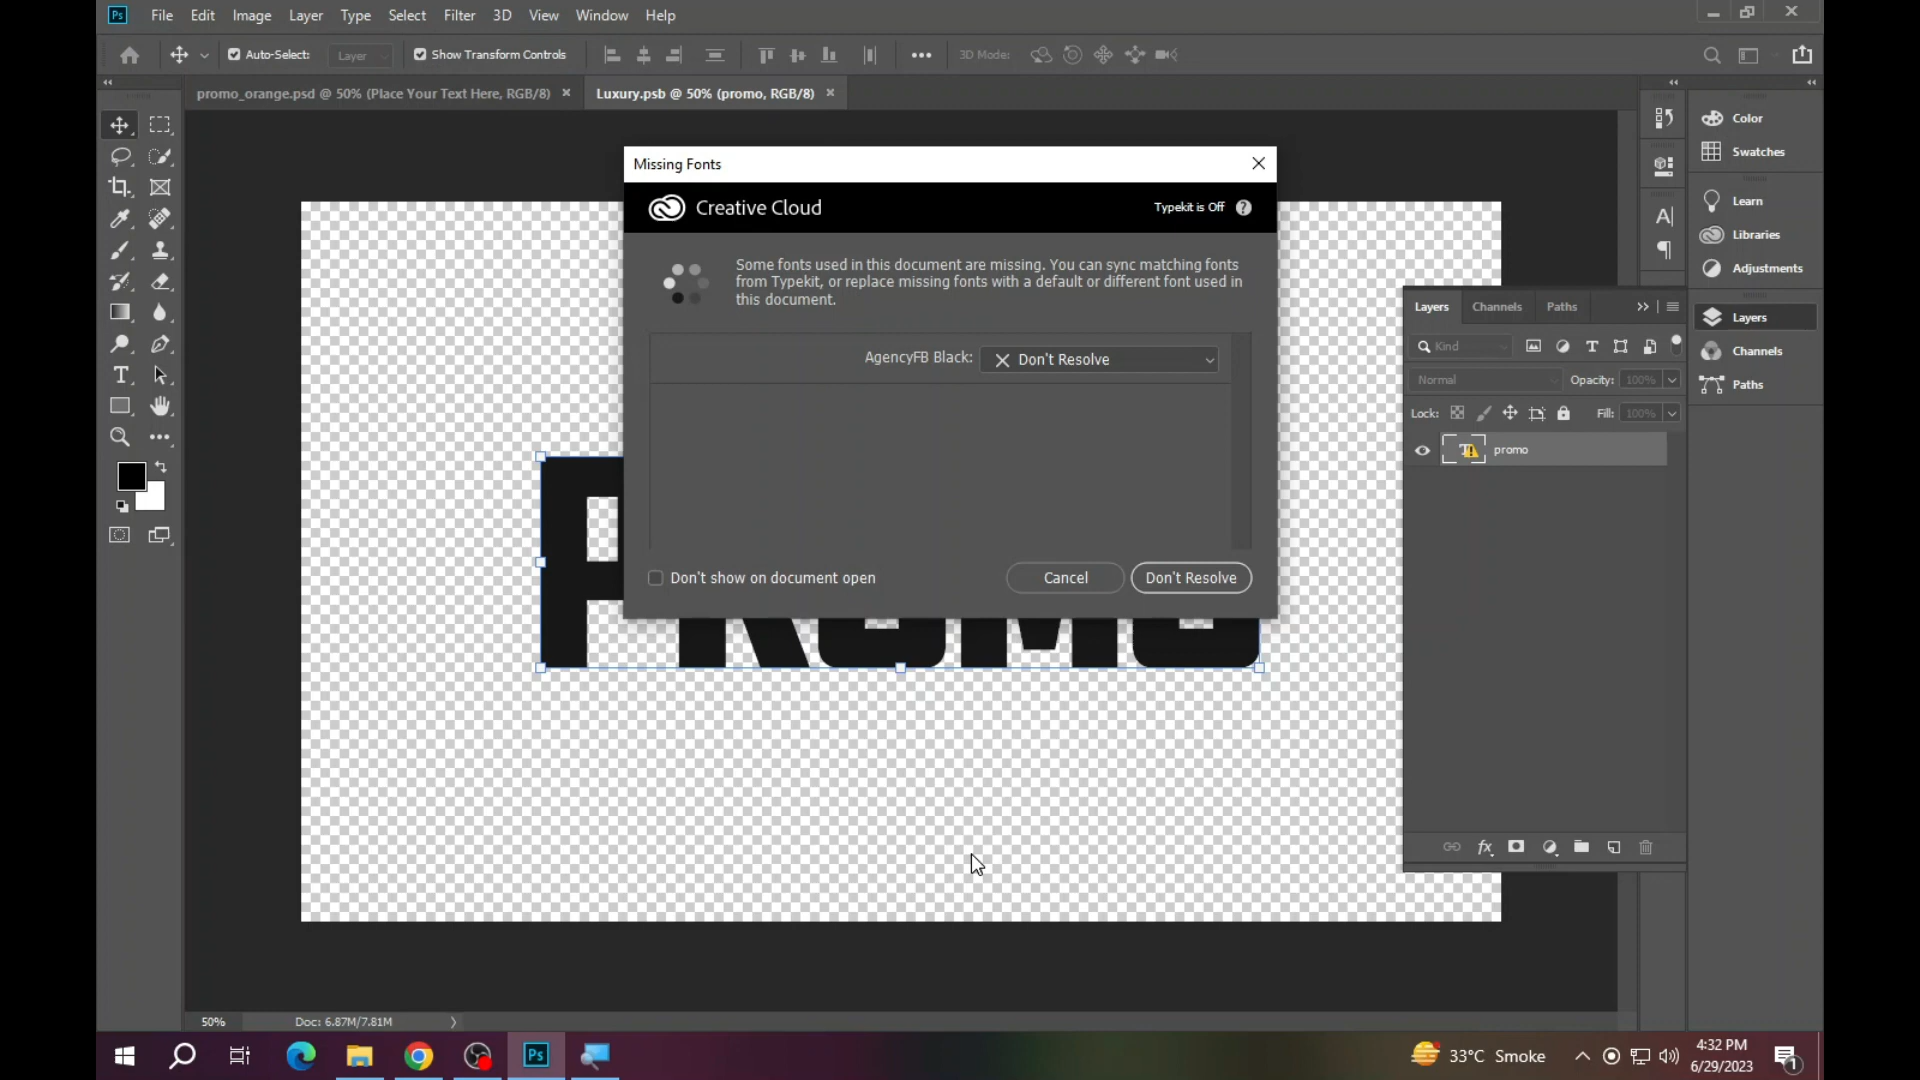 Ps File Edit Image Layer Type Select Filter 3D View Window Help
Auto-Select: Layer Show Transform Controls 3D Mode:
promo_orange.psd @ 50% (Place Your Text Here, RGB/8) × Luxury.psb @ 50% (promo, RGB/8) ×
Missing Fonts
Creative Cloud
Typekit is Off ?
Some fonts used in this document are missing. You can sync matching fonts
from Typekit, or replace missing fonts with a default or different font used in
this document.
AgencyFB Black: Don't Resolve
Don't show on document open
Cancel
Don't Resolve
PROMO
Color
Swatches
Learn
Libraries
Adjustments
Layers
Channels
Paths
Layers Channels Paths
Kind
Normal Opacity: 100%
Lock: Fill: 100%
promo
50% Doc: 6.87M/7.81M
Ps
33°C Smoke
4:32 PM
6/29/2023
1